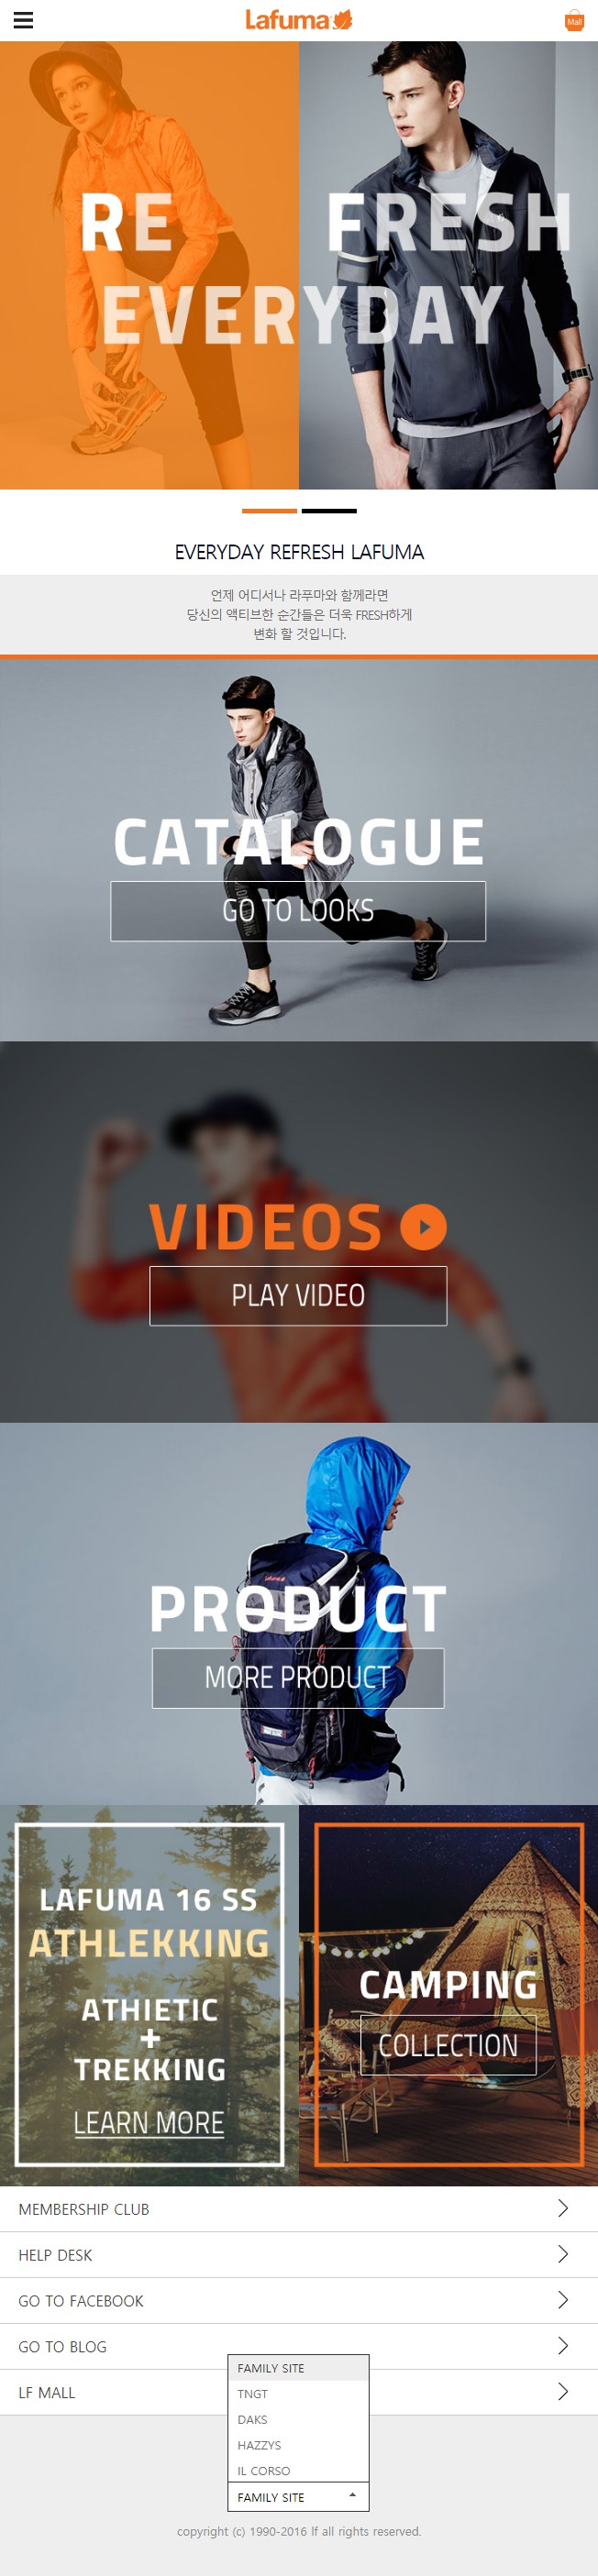 Lafuma
Mall
RE FRESH
EVERYDAY
EVERYDAY REFRESH LAFUMA
언제 어디서나 라푸마와 함께라면
당신의 액티브한 순간들은 더욱 FRESH하게
변화 할 것입니다.
CATALOGUE
GO TO LOOKS
VIDEOS
PLAY VIDEO
PRODUCT
MORE PRODUCT
LAFUMA 16 SS
ATHLEKKING
ATHIETIC
+
TREKKING
LEARN MORE
CAMPING
COLLECTION
MEMBERSHIP CLUB
HELP DESK
GO TO FACEBOOK
GO TO BLOG
LF MALL
FAMILY SITE
TNGT
DAKS
HAZZYS
IL CORSO
FAMILY SITE
copyright (c) 1990-2016 lf all rights reserved.